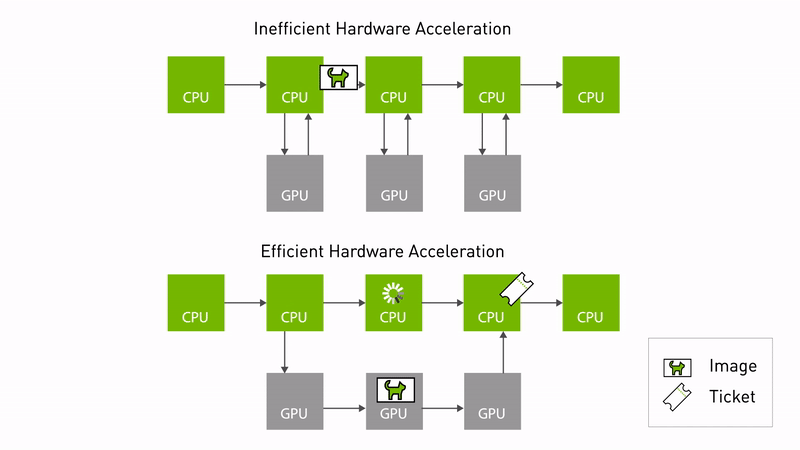 Inefficient Hardware Acceleration
CPU CPU CPU CPU CPU
GPU GPU GPU
Efficient Hardware Acceleration
CPU CPU CPU CPU CPU
GPU GPU GPU
Image
Ticket